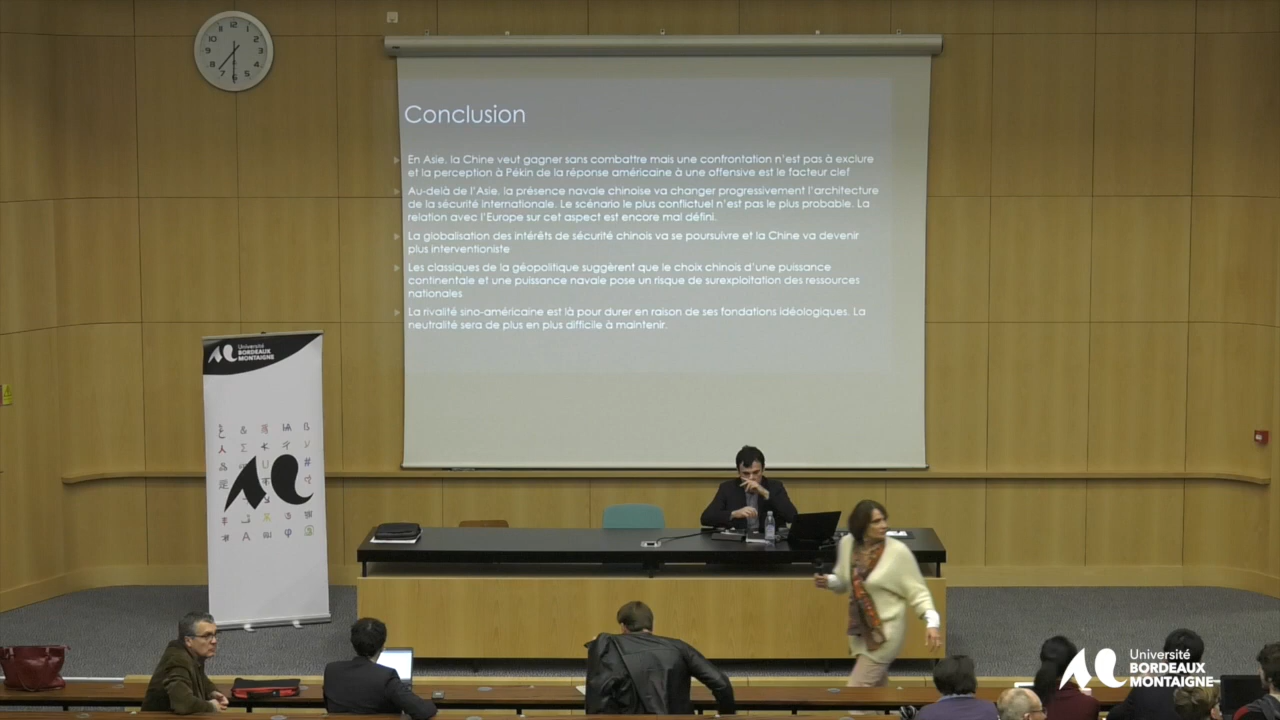 Conclusion
En Asie, la Chine veut gagner sans combattre mais une confrontation n'est pas à exclure
et la perception à Pékin de la réponse américaine à une offensive est le facteur clef
Au-delà de l'Asie, la présence navale chinoise va changer progressivement l'architecture
de la sécurité internationale. Le scénario le plus conflictuel n'est pas le plus probable. La
relation avec l'Europe sur cet aspect est encore mal défini.
La globalisation des intérêts de sécurité chinois va se poursuivre et la Chine va devenir
plus interventioniste
Les classiques de la géopolitique suggèrent que le choix chinois d'une puissance
continentale et une puissance navale pose un risque de surexploitation des ressources
nationales
La rivalité sino-américaine est là pour durer en raison de ses fondations idéologiques. La
neutralité sera de plus en plus difficile à maintenir.
Université
BORDEAUX
MONTAIGNE
Université
BORDEAUX
MONTAIGNE